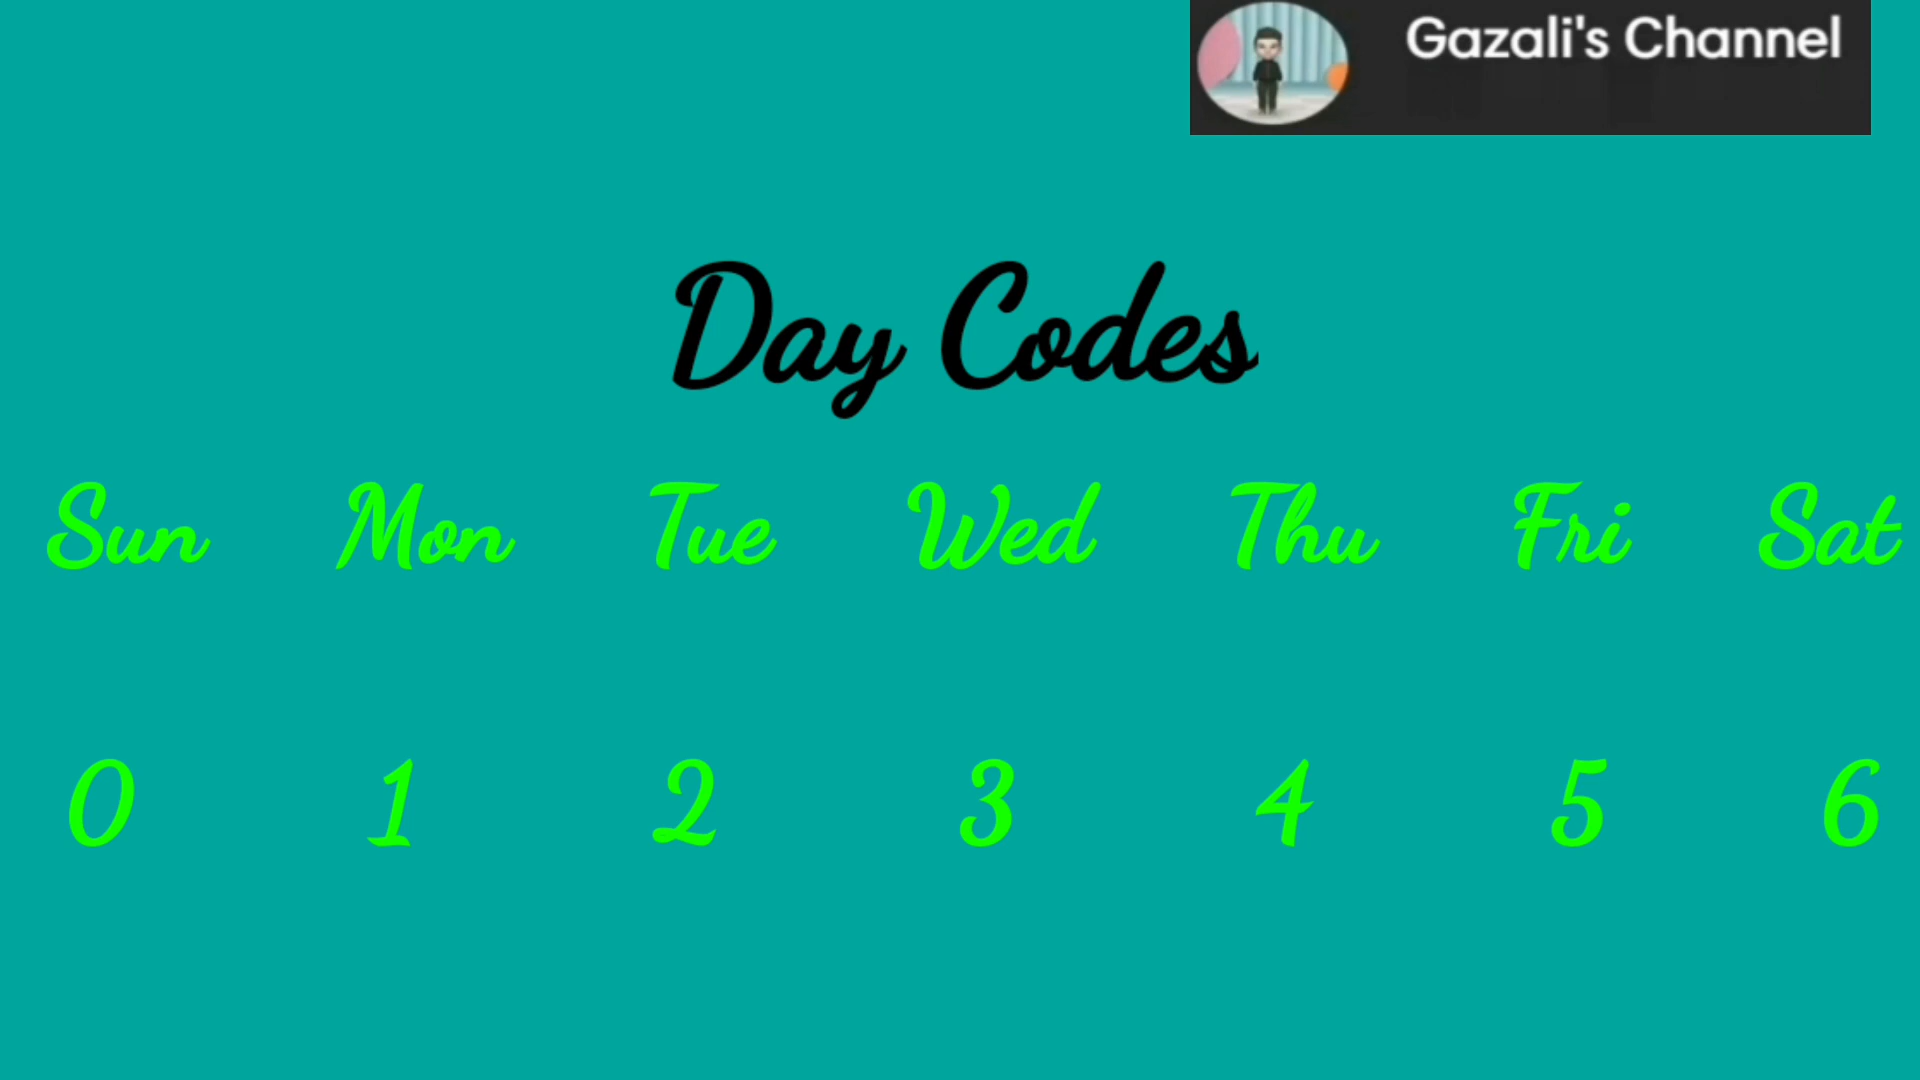 Gazali's Channel
Day Codes
Sun Mon Tue Wed Thu Fri Sat
0 1 2 3 4 5 6